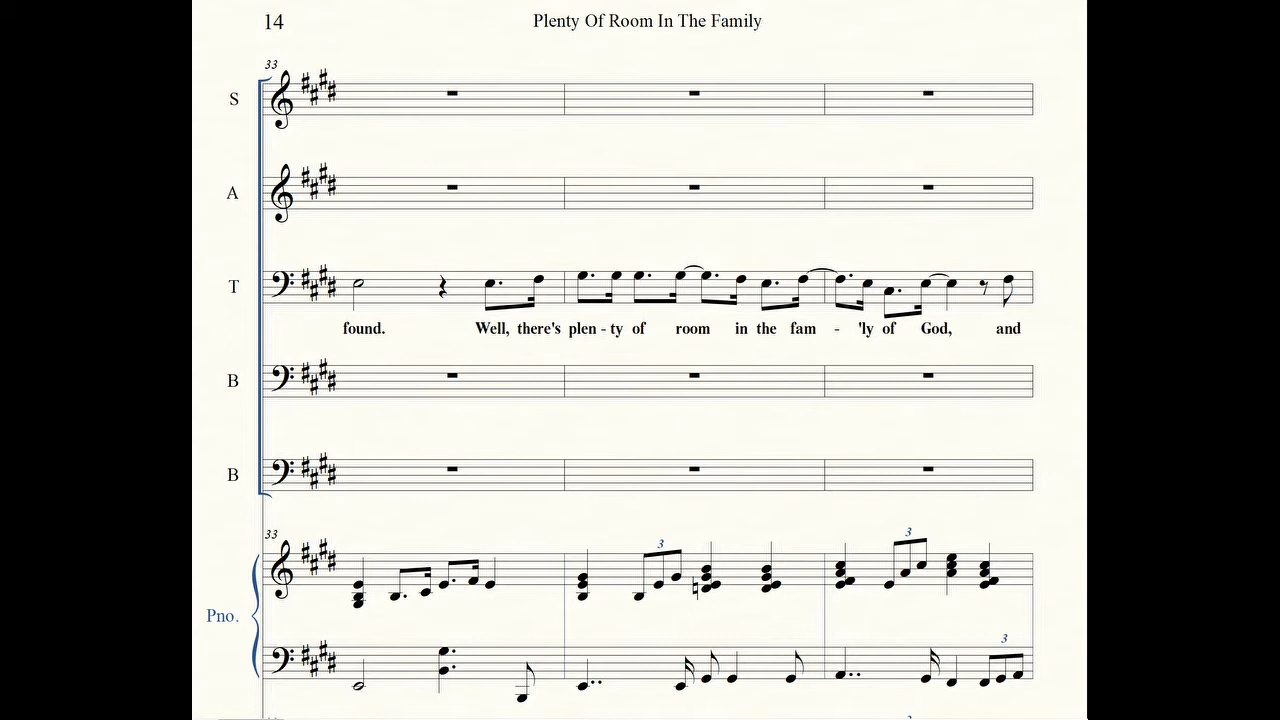 14 Plenty Of Room In The Family
33
S
A
T
found. Well, there's plen - ty of room in the fam - 'ly of God, and
B
B
33
3 3
Pno.
3